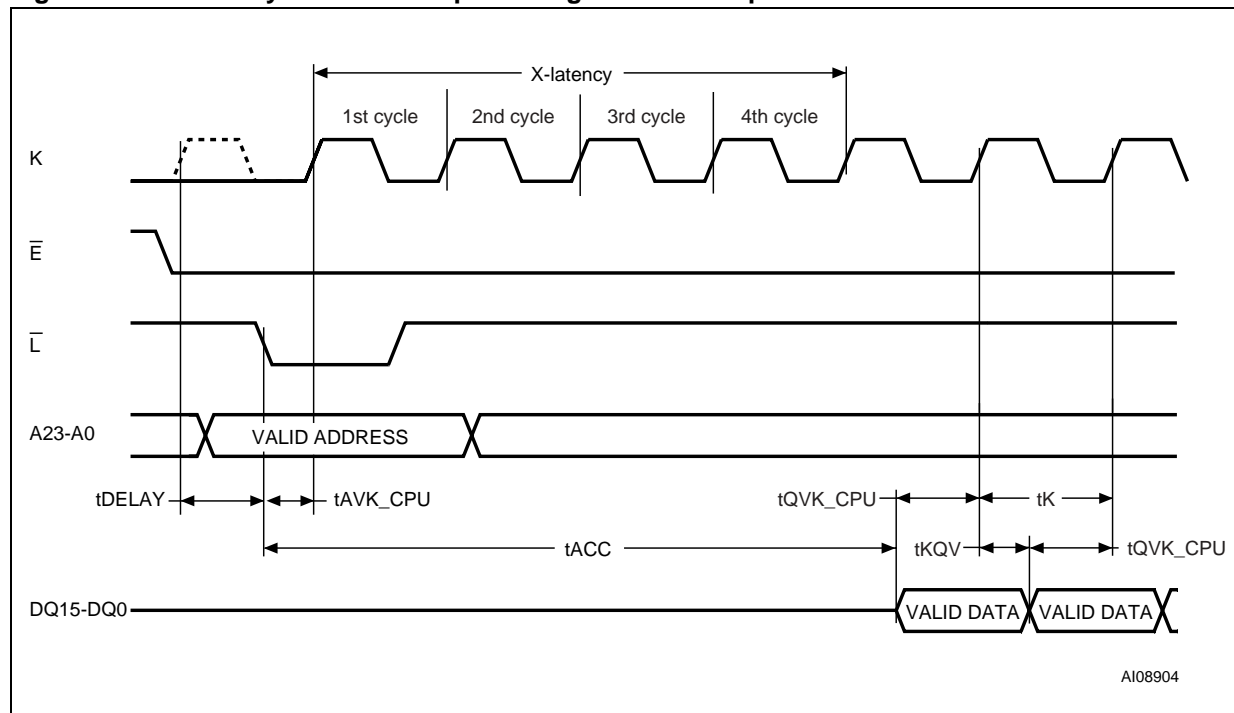 X-latency
1st cycle
2nd cycle
3rd cycle
4th cycle
K
E̅
L̅
A23-A0
VALID ADDRESS
tDELAY
tAVK_CPU
tQVK_CPU
tK
tACC
tKQV
tQVK_CPU
DQ15-DQ0
VALID DATA
VALID DATA
AI08904